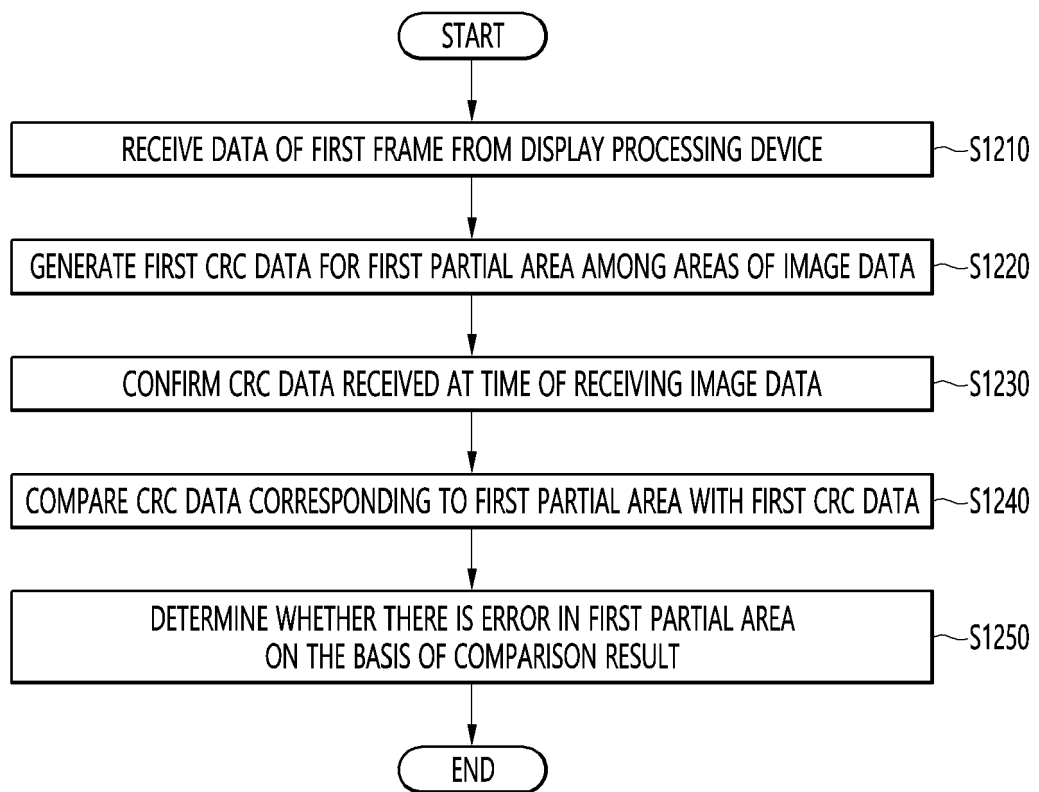 START
RECEIVE DATA OF FIRST FRAME FROM DISPLAY PROCESSING DEVICE
S1210
GENERATE FIRST CRC DATA FOR FIRST PARTIAL AREA AMONG AREAS OF IMAGE DATA
S1220
CONFIRM CRC DATA RECEIVED AT TIME OF RECEIVING IMAGE DATA
S1230
COMPARE CRC DATA CORRESPONDING TO FIRST PARTIAL AREA WITH FIRST CRC DATA
S1240
DETERMINE WHETHER THERE IS ERROR IN FIRST PARTIAL AREA
ON THE BASIS OF COMPARISON RESULT
S1250
END